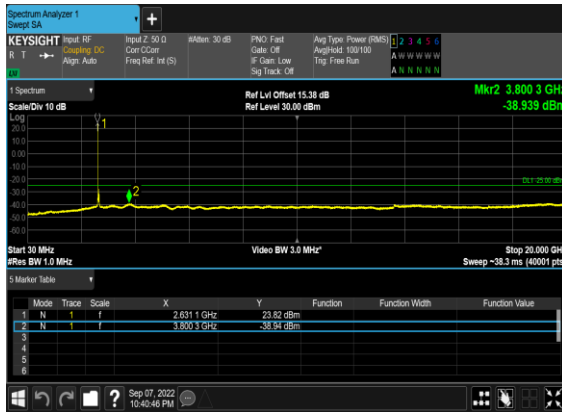 Spectrum Analyzer 1
Swept SA
+
KEYSIGHT Input: RF Input Z: 50 Ω #Atten: 30 dB PNO: Fast Avg Type: Power (RMS) 1 2 3 4 5 6
R T Coupling: DC Corr CCorr Gate: Off Avg|Hold: 100/100 A W W W W W
Align: Auto Freq Ref: Int (S) IF Gain: Low Trig: Free Run
Sig Track: Off A N N N N N
LXI
1 Spectrum
Ref Lvl Offset 15.38 dB Mkr2 3.800 3 GHz
Scale/Div 10 dB Ref Level 30.00 dBm -38.939 dBm
Log
20.0
10.0
0.00
-10.0
-20.0
-30.0
-40.0
-50.0
-60.0
1
2
DL1 -25.00 dBm
Start 30 MHz Video BW 3.0 MHz* Stop 20.000 GH
#Res BW 1.0 MHz Sweep ~38.3 ms (40001 pts
5 Marker Table
Mode Trace Scale X Y Function Function Width Function Value
1 N 1 f 2.631 1 GHz 23.82 dBm
2 N 1 f 3.800 3 GHz -38.94 dBm
3
4
5
6
? Sep 07, 2022
10:40:46 PM